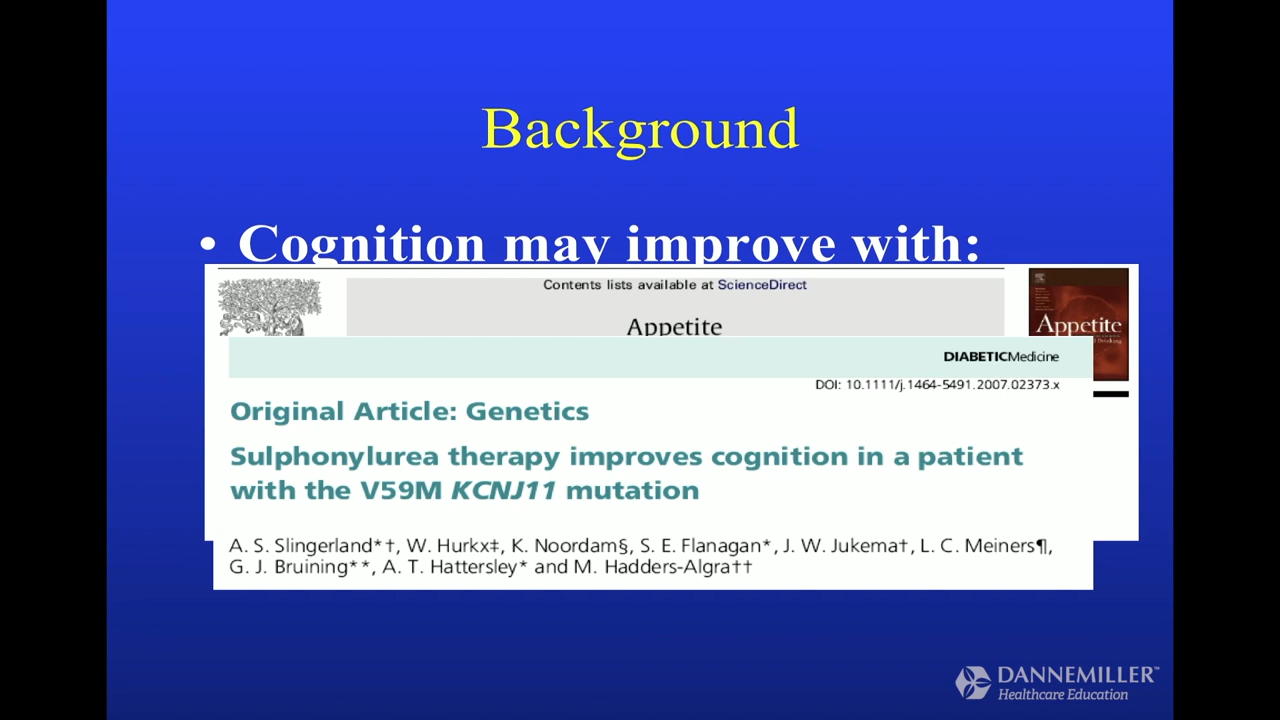 Background
• Cognition may improve with:
Contents lists available at ScienceDirect
Appetite
Appetite
DIABETICMedicine
DOI: 10.1111/j.1464-5491.2007.02373.x
Original Article: Genetics
Sulphonylurea therapy improves cognition in a patient
with the V59M KCNJ11 mutation
A. S. Slingerland*†, W. Hurkx‡, K. Noordam§, S. E. Flanagan*, J. W. Jukema†, L. C. Meiners¶,
G. J. Bruining**, A. T. Hattersley* and M. Hadders-Algra††
DANNEMILLER™
Healthcare Education